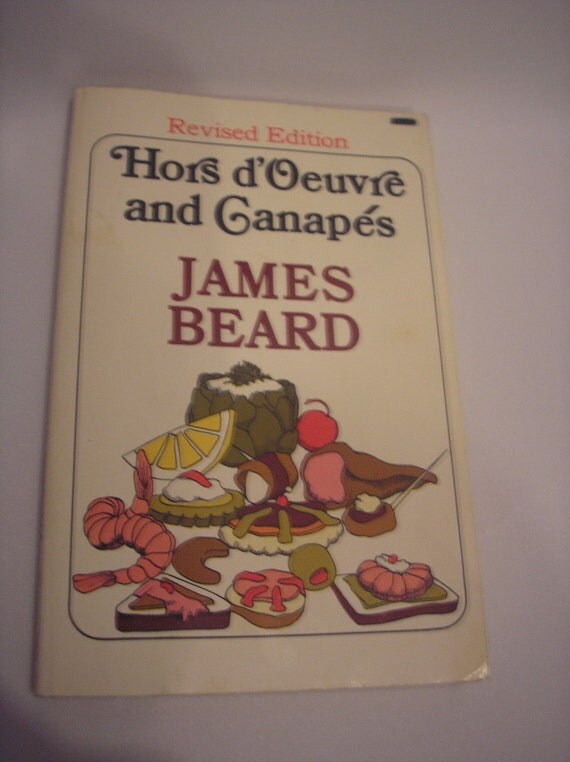 Revised Edition
Hors d'Oeuvre
and Canapés
JAMES
BEARD